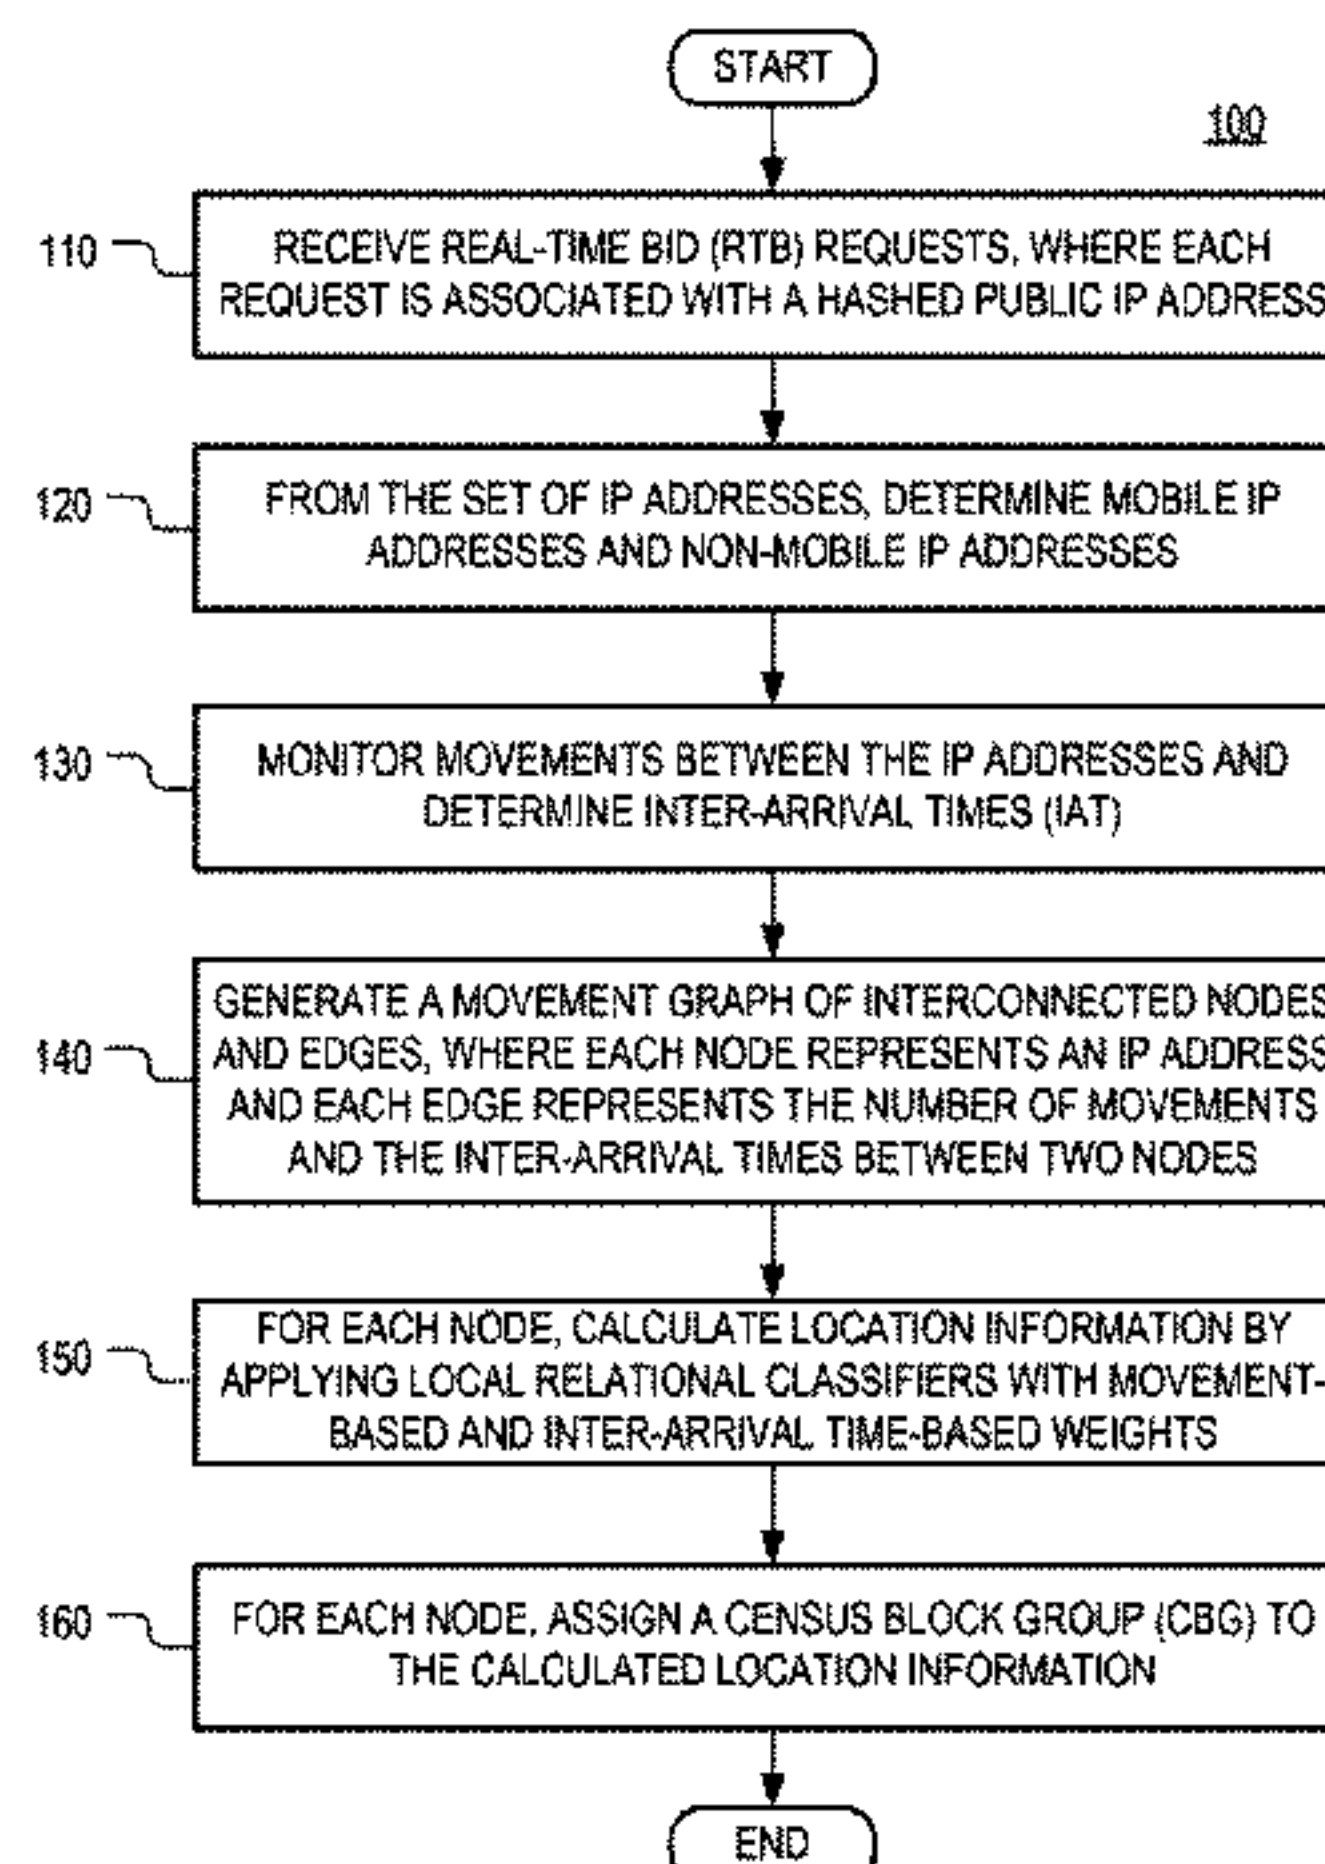 START
100
110
RECEIVE REAL-TIME BID (RTB) REQUESTS, WHERE EACH
REQUEST IS ASSOCIATED WITH A HASHED PUBLIC IP ADDRESS
120
FROM THE SET OF IP ADDRESSES, DETERMINE MOBILE IP
ADDRESSES AND NON-MOBILE IP ADDRESSES
130
MONITOR MOVEMENTS BETWEEN THE IP ADDRESSES AND
DETERMINE INTER-ARRIVAL TIMES (IAT)
140
GENERATE A MOVEMENT GRAPH OF INTERCONNECTED NODES
AND EDGES, WHERE EACH NODE REPRESENTS AN IP ADDRESS
AND EACH EDGE REPRESENTS THE NUMBER OF MOVEMENTS
AND THE INTER-ARRIVAL TIMES BETWEEN TWO NODES
150
FOR EACH NODE, CALCULATE LOCATION INFORMATION BY
APPLYING LOCAL RELATIONAL CLASSIFIERS WITH MOVEMENT-
BASED AND INTER-ARRIVAL TIME-BASED WEIGHTS
160
FOR EACH NODE, ASSIGN A CENSUS BLOCK GROUP (CBG) TO
THE CALCULATED LOCATION INFORMATION
END